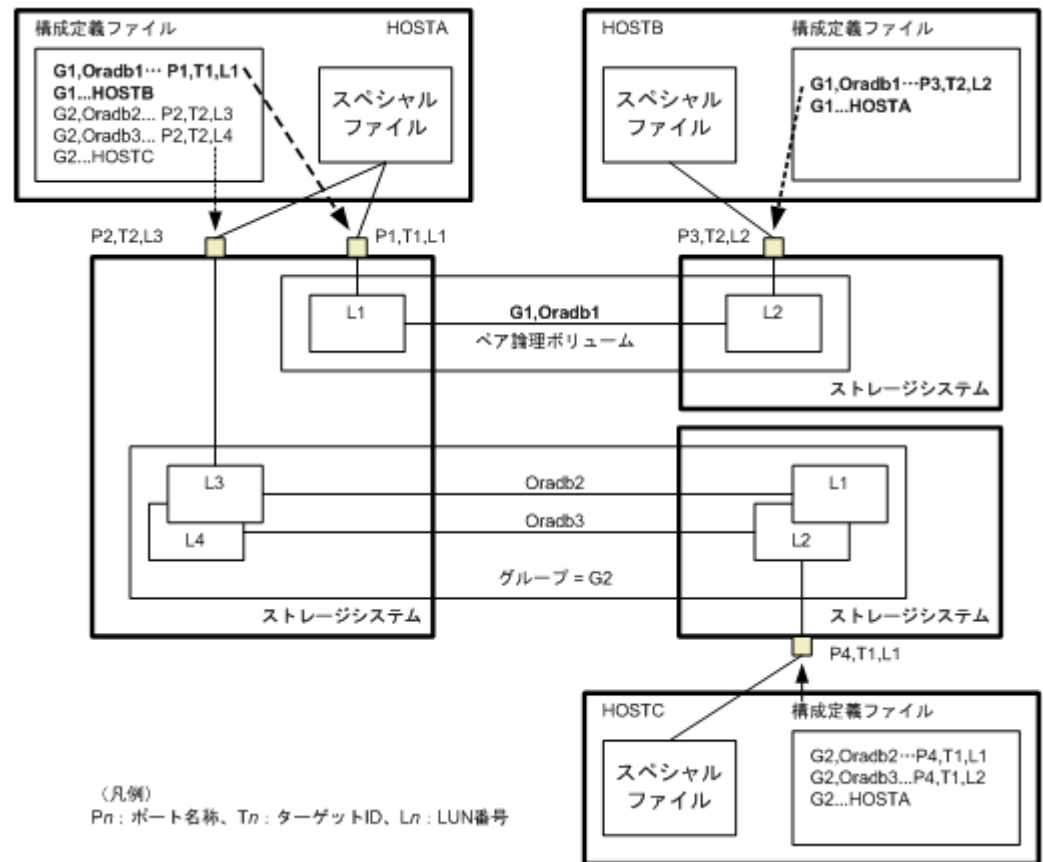 構成定義ファイル
HOSTA
G1,Oradb1… P1,T1,L1
G1...HOSTB
G2,Oradb2... P2,T2,L3
G2,Oradb3... P2,T2,L4
G2...HOSTC
スペシャル
ファイル
HOSTB
構成定義ファイル
スペシャル
ファイル
G1,Oradb1…P3,T2,L2
G1...HOSTA
P2,T2,L3
P1,T1,L1
P3,T2,L2
L1
G1,Oradb1
ペア論理ボリューム
L2
ストレージシステム
L3
Oradb2
L1
L4
Oradb3
L2
グループ = G2
ストレージシステム
ストレージシステム
P4,T1,L1
HOSTC
構成定義ファイル
スペシャル
ファイル
G2,Oradb2…P4,T1,L1
G2,Oradb3...P4,T1,L2
G2...HOSTA
（凡例）
Pn：ポート名称、Tn：ターゲットID、Ln：LUN番号